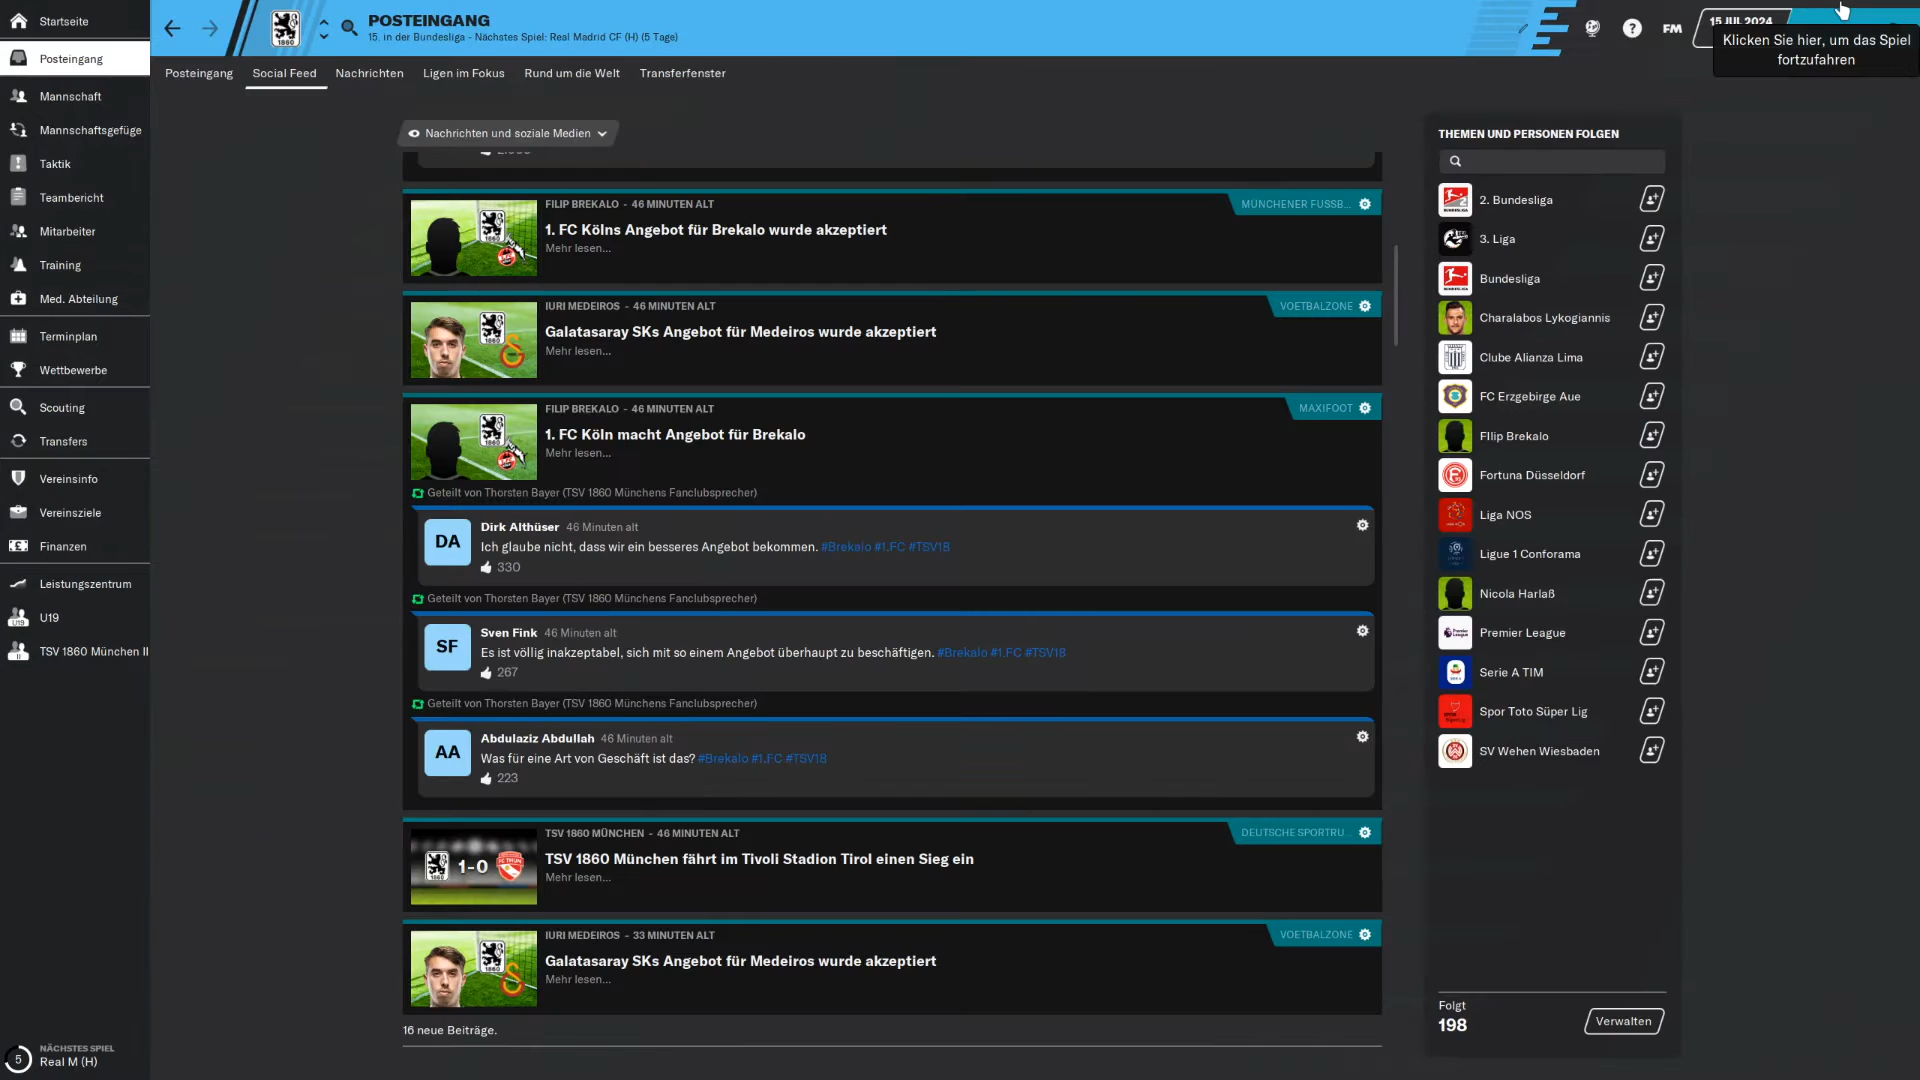 Startseite
Posteingang
Mannschaft
Mannschaftsgefüge
Taktik
Teambericht
Mitarbeiter
Training
Med. Abteilung
Terminplan
Wettbewerbe
Scouting
Transfers
Vereinsinfo
Vereinsziele
Finanzen
Leistungszentrum
U19
TSV 1860 München II
NÄCHSTES SPIEL
5
Real M (H)
POSTEINGANG
15. in der Bundesliga - Nächstes Spiel: Real Madrid CF (H) (5 Tage)
FM
15 JUL 2024
Klicken Sie hier, um das Spiel
fortzufahren
Posteingang
Social Feed
Nachrichten
Ligen im Fokus
Rund um die Welt
Transferfenster
Nachrichten und soziale Medien
FILIP BREKALO - 46 MINUTEN ALT
MÜNCHENER FUSSB...
1. FC Kölns Angebot für Brekalo wurde akzeptiert
Mehr lesen...
IURI MEDEIROS - 46 MINUTEN ALT
VOETBALZONE
Galatasaray SKs Angebot für Medeiros wurde akzeptiert
Mehr lesen...
FILIP BREKALO - 46 MINUTEN ALT
MAXIFOOT
1. FC Köln macht Angebot für Brekalo
Mehr lesen...
Geteilt von Thorsten Bayer (TSV 1860 Münchens Fanclubsprecher)
DA
Dirk Althüser 46 Minuten alt
Ich glaube nicht, dass wir ein besseres Angebot bekommen. #Brekalo #1.FC #TSV18
330
Geteilt von Thorsten Bayer (TSV 1860 Münchens Fanclubsprecher)
SF
Sven Fink 46 Minuten alt
Es ist völlig inakzeptabel, sich mit so einem Angebot überhaupt zu beschäftigen. #Brekalo #1.FC #TSV18
267
Geteilt von Thorsten Bayer (TSV 1860 Münchens Fanclubsprecher)
AA
Abdulaziz Abdullah 46 Minuten alt
Was für eine Art von Geschäft ist das? #Brekalo #1.FC #TSV18
223
TSV 1860 MÜNCHEN - 46 MINUTEN ALT
DEUTSCHE SPORTRU...
1-0
TSV 1860 München fährt im Tivoli Stadion Tirol einen Sieg ein
Mehr lesen...
IURI MEDEIROS - 33 MINUTEN ALT
VOETBALZONE
Galatasaray SKs Angebot für Medeiros wurde akzeptiert
Mehr lesen...
16 neue Beiträge.
THEMEN UND PERSONEN FOLGEN
2. Bundesliga
3. Liga
Bundesliga
Charalabos Lykogiannis
Clube Alianza Lima
FC Erzgebirge Aue
FIlip Brekalo
Fortuna Düsseldorf
Liga NOS
Ligue 1 Conforama
Nicola Harlaß
Premier League
Serie A TIM
Spor Toto Süper Lig
SV Wehen Wiesbaden
Folgt
198
Verwalten